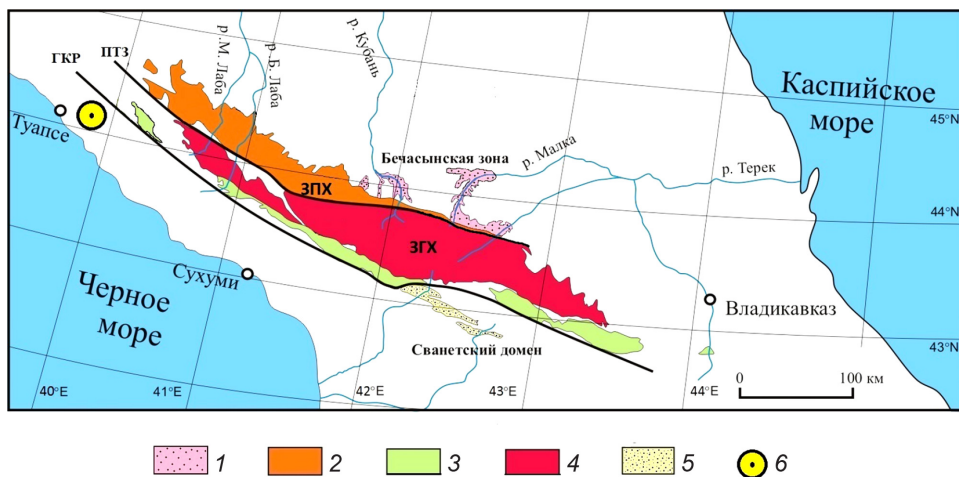 ГКР
ПТЗ
р. М. Лаба
р. Б. Лаба
р. Кубань
Каспийское
море
45°N
Туапсе
Бечасынская зона
р. Малка
р. Терек
ЗПХ
44°N
ЗГХ
Сухуми
Черное
море
Владикавказ
Сванетский домен
43°N
40°E
41°E
42°E
43°E
44°E
0
100 км
1
2
3
4
5
6